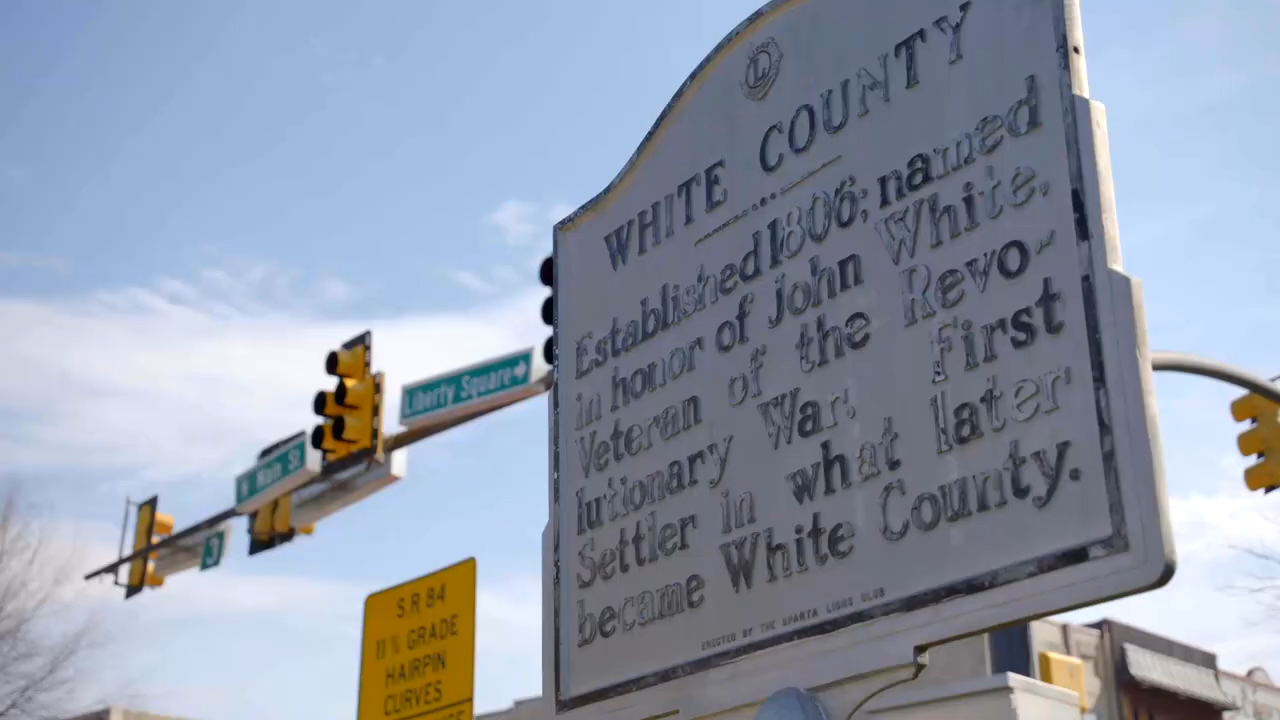 L
WHITE COUNTY
Established 1806; named
in honor of John White,
Veteran of the Revo-
lutionary War. First
Settler in what later
became White County.
ERECTED BY THE SPARTA LIONS CLUB
Liberty Square→
N Main St
3
S.R. 84
11% GRADE
HAIRPIN
CURVES